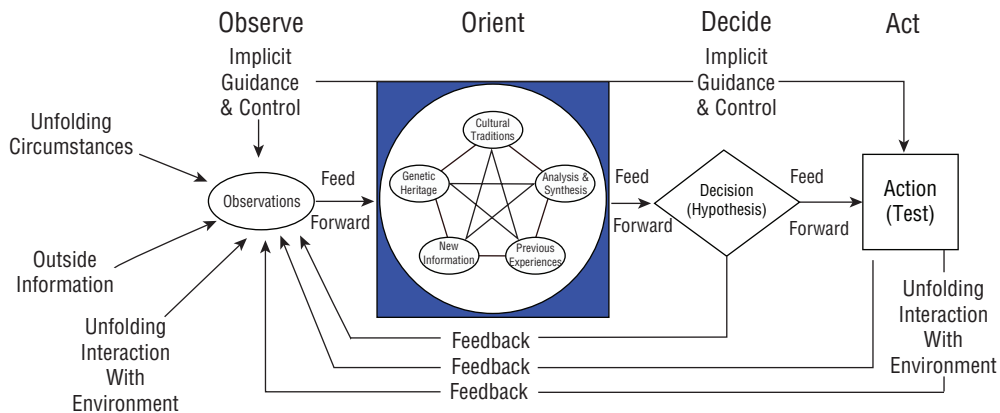 Observe
Orient
Decide
Act
Implicit
Guidance
& Control
Implicit
Guidance
& Control
Unfolding
Circumstances
Observations
Outside
Information
Unfolding
Interaction
With
Environment
Feed
Forward
Cultural
Traditions
Genetic
Heritage
Analysis &
Synthesis
New
Information
Previous
Experiences
Feed
Forward
Decision
(Hypothesis)
Feed
Forward
Action
(Test)
Unfolding
Interaction
With
Environment
Feedback
Feedback
Feedback